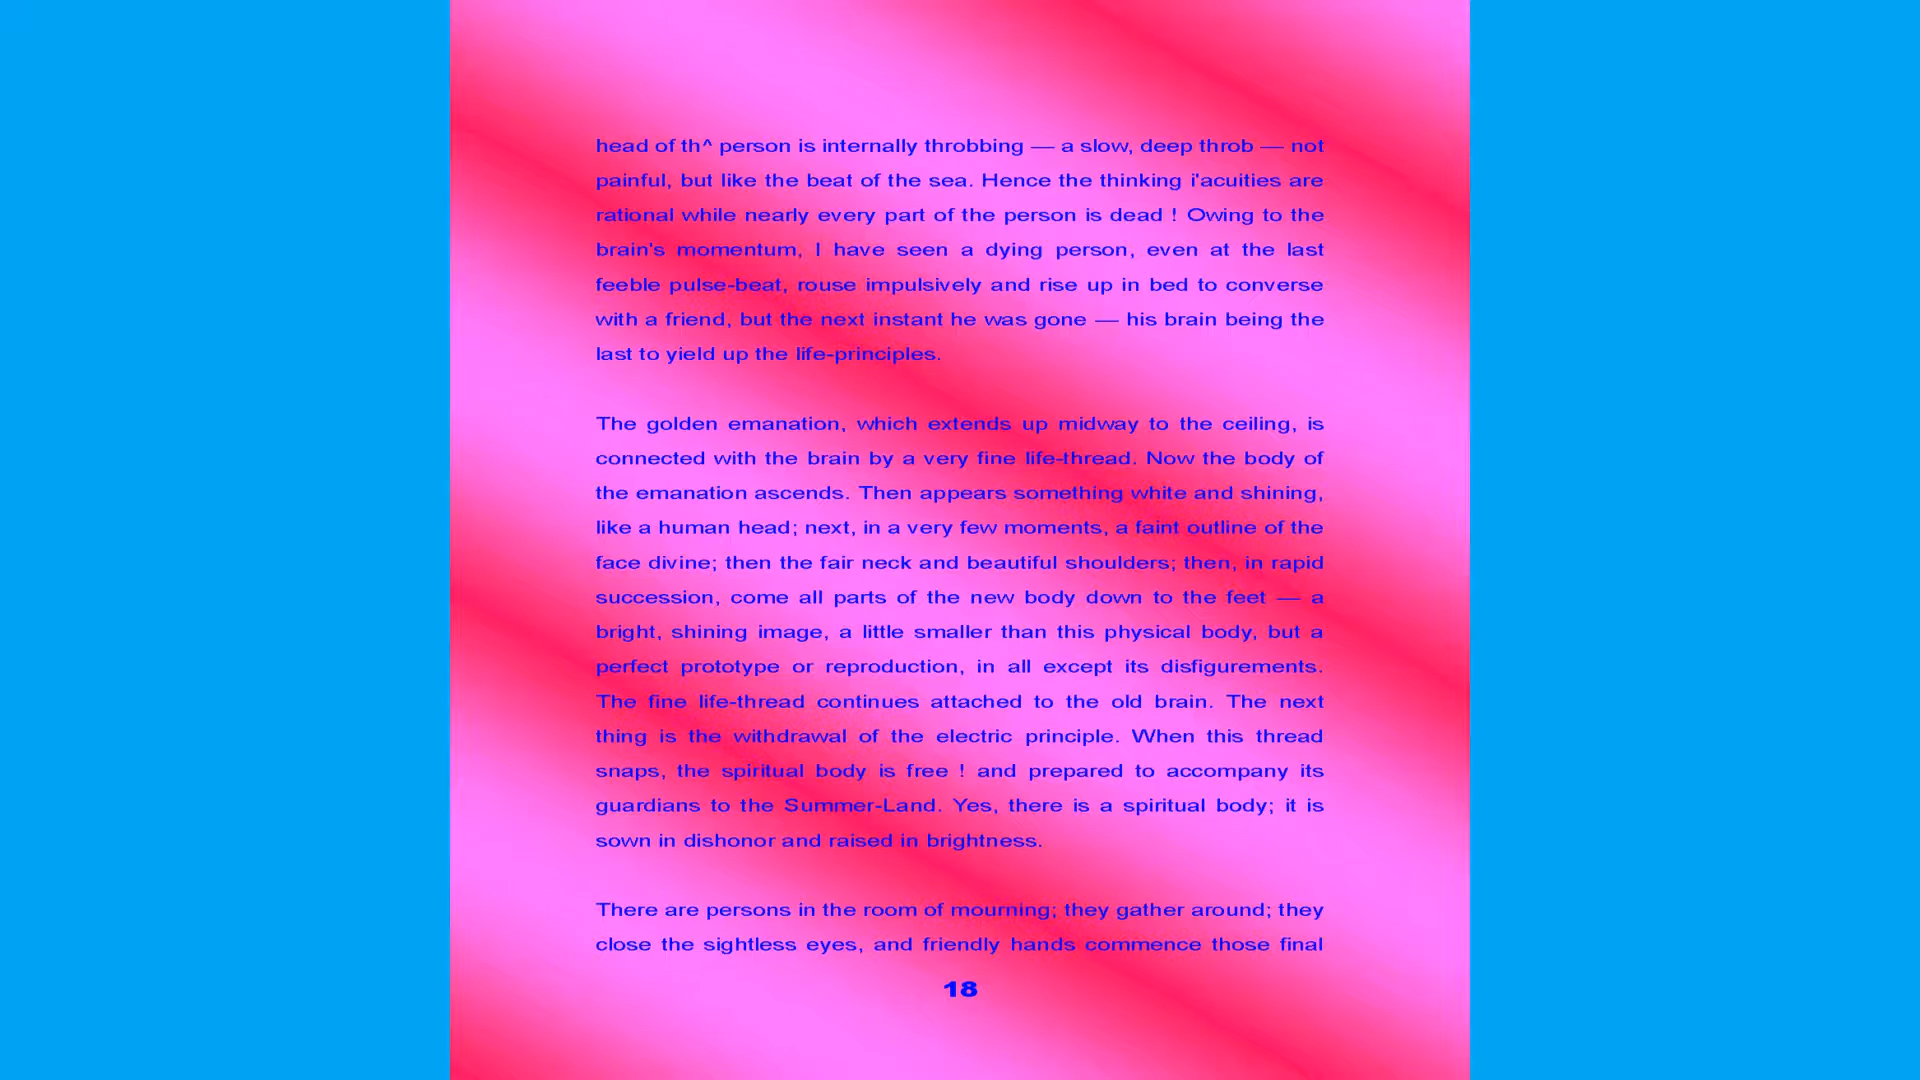 head of th^ person is internally throbbing — a slow, deep throb — not
painful, but like the beat of the sea. Hence the thinking i'acuities are
rational while nearly every part of the person is dead ! Owing to the
brain's momentum, I have seen a dying person, even at the last
feeble pulse-beat, rouse impulsively and rise up in bed to converse
with a friend, but the next instant he was gone — his brain being the
last to yield up the life-principles.
The golden emanation, which extends up midway to the ceiling, is
connected with the brain by a very fine life-thread. Now the body of
the emanation ascends. Then appears something white and shining,
like a human head; next, in a very few moments, a faint outline of the
face divine; then the fair neck and beautiful shoulders; then, in rapid
succession, come all parts of the new body down to the feet — a
bright, shining image, a little smaller than this physical body, but a
perfect prototype or reproduction, in all except its disfigurements.
The fine life-thread continues attached to the old brain. The next
thing is the withdrawal of the electric principle. When this thread
snaps, the spiritual body is free ! and prepared to accompany its
guardians to the Summer-Land. Yes, there is a spiritual body; it is
sown in dishonor and raised in brightness.
There are persons in the room of mourning; they gather around; they
close the sightless eyes, and friendly hands commence those final
18